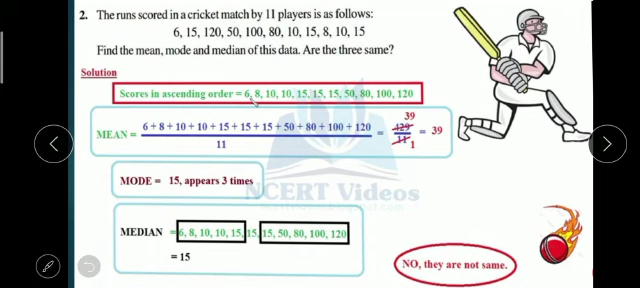 2. The runs scored in a cricket match by 11 players is as follows:
6, 15, 120, 50, 100, 80, 10, 15, 8, 10, 15
Find the mean, mode and median of this data. Are the three same?
Solution
Scores in ascending order = 6, 8, 10, 10, 15, 15, 15, 50, 80, 100, 120
39
MEAN = 6 + 8 + 10 + 10 + 15 + 15 + 15 + 50 + 80 + 100 + 120 = 429 = 39
11 11 1
MODE = 15, appears 3 times
NCERT Videos
MEDIAN = 6, 8, 10, 10, 15, 15, 15, 50, 80, 100, 120
= 15
NO, they are not same.